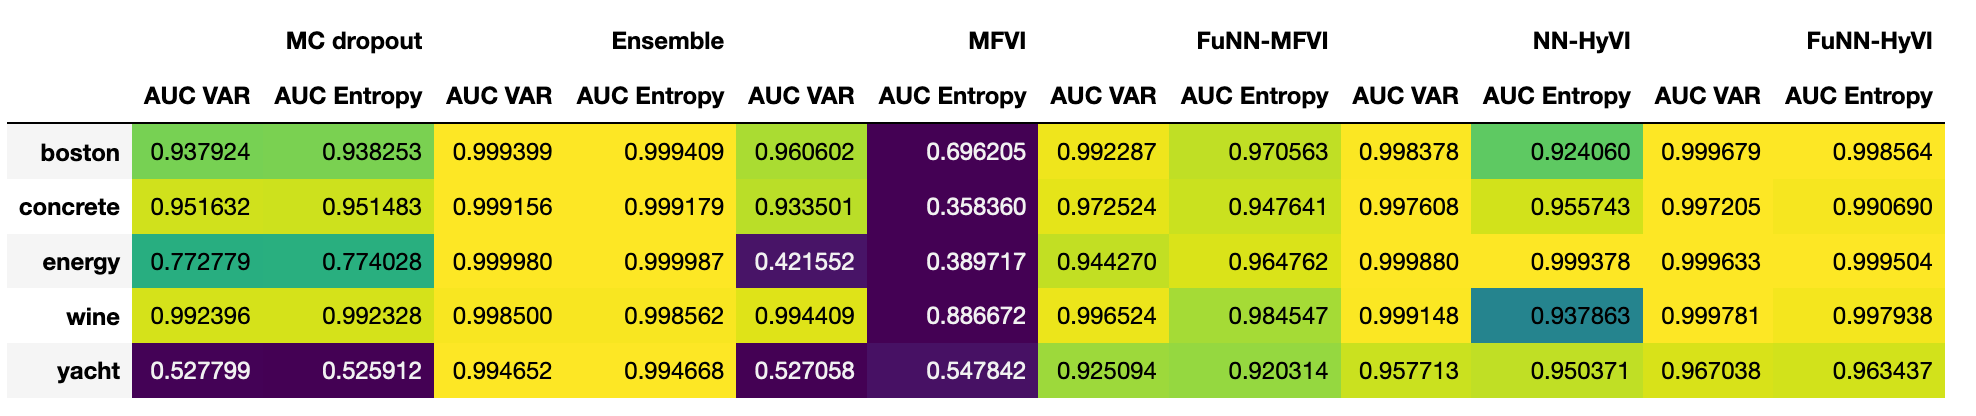 MC dropout Ensemble MFVI FuNN-MFVI NN-HyVI FuNN-HyVI
AUC VAR AUC Entropy AUC VAR AUC Entropy AUC VAR AUC Entropy AUC VAR AUC Entropy AUC VAR AUC Entropy AUC VAR AUC Entropy
boston 0.937924 0.938253 0.999399 0.999409 0.960602 0.696205 0.992287 0.970563 0.998378 0.924060 0.999679 0.998564
concrete 0.951632 0.951483 0.999156 0.999179 0.933501 0.358360 0.972524 0.947641 0.997608 0.955743 0.997205 0.990690
energy 0.772779 0.774028 0.999980 0.999987 0.421552 0.389717 0.944270 0.964762 0.999880 0.999378 0.999633 0.999504
wine 0.992396 0.992328 0.998500 0.998562 0.994409 0.886672 0.996524 0.984547 0.999148 0.937863 0.999781 0.997938
yacht 0.527799 0.525912 0.994652 0.994668 0.527058 0.547842 0.925094 0.920314 0.957713 0.950371 0.967038 0.963437